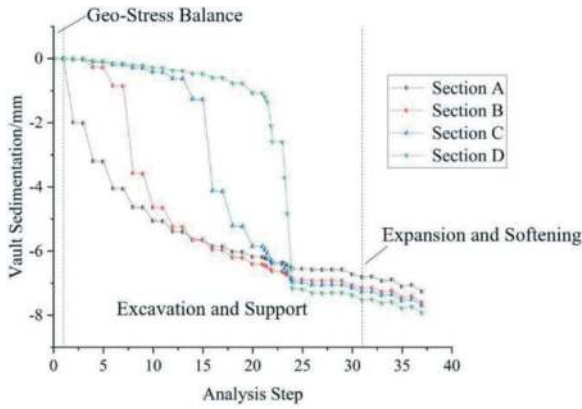 Geo-Stress Balance
0
-2
-4
-6
-8
Vault Sedimentation/mm
Section A
Section B
Section C
Section D
Expansion and Softening
Excavation and Support
0 5 10 15 20 25 30 35 40
Analysis Step